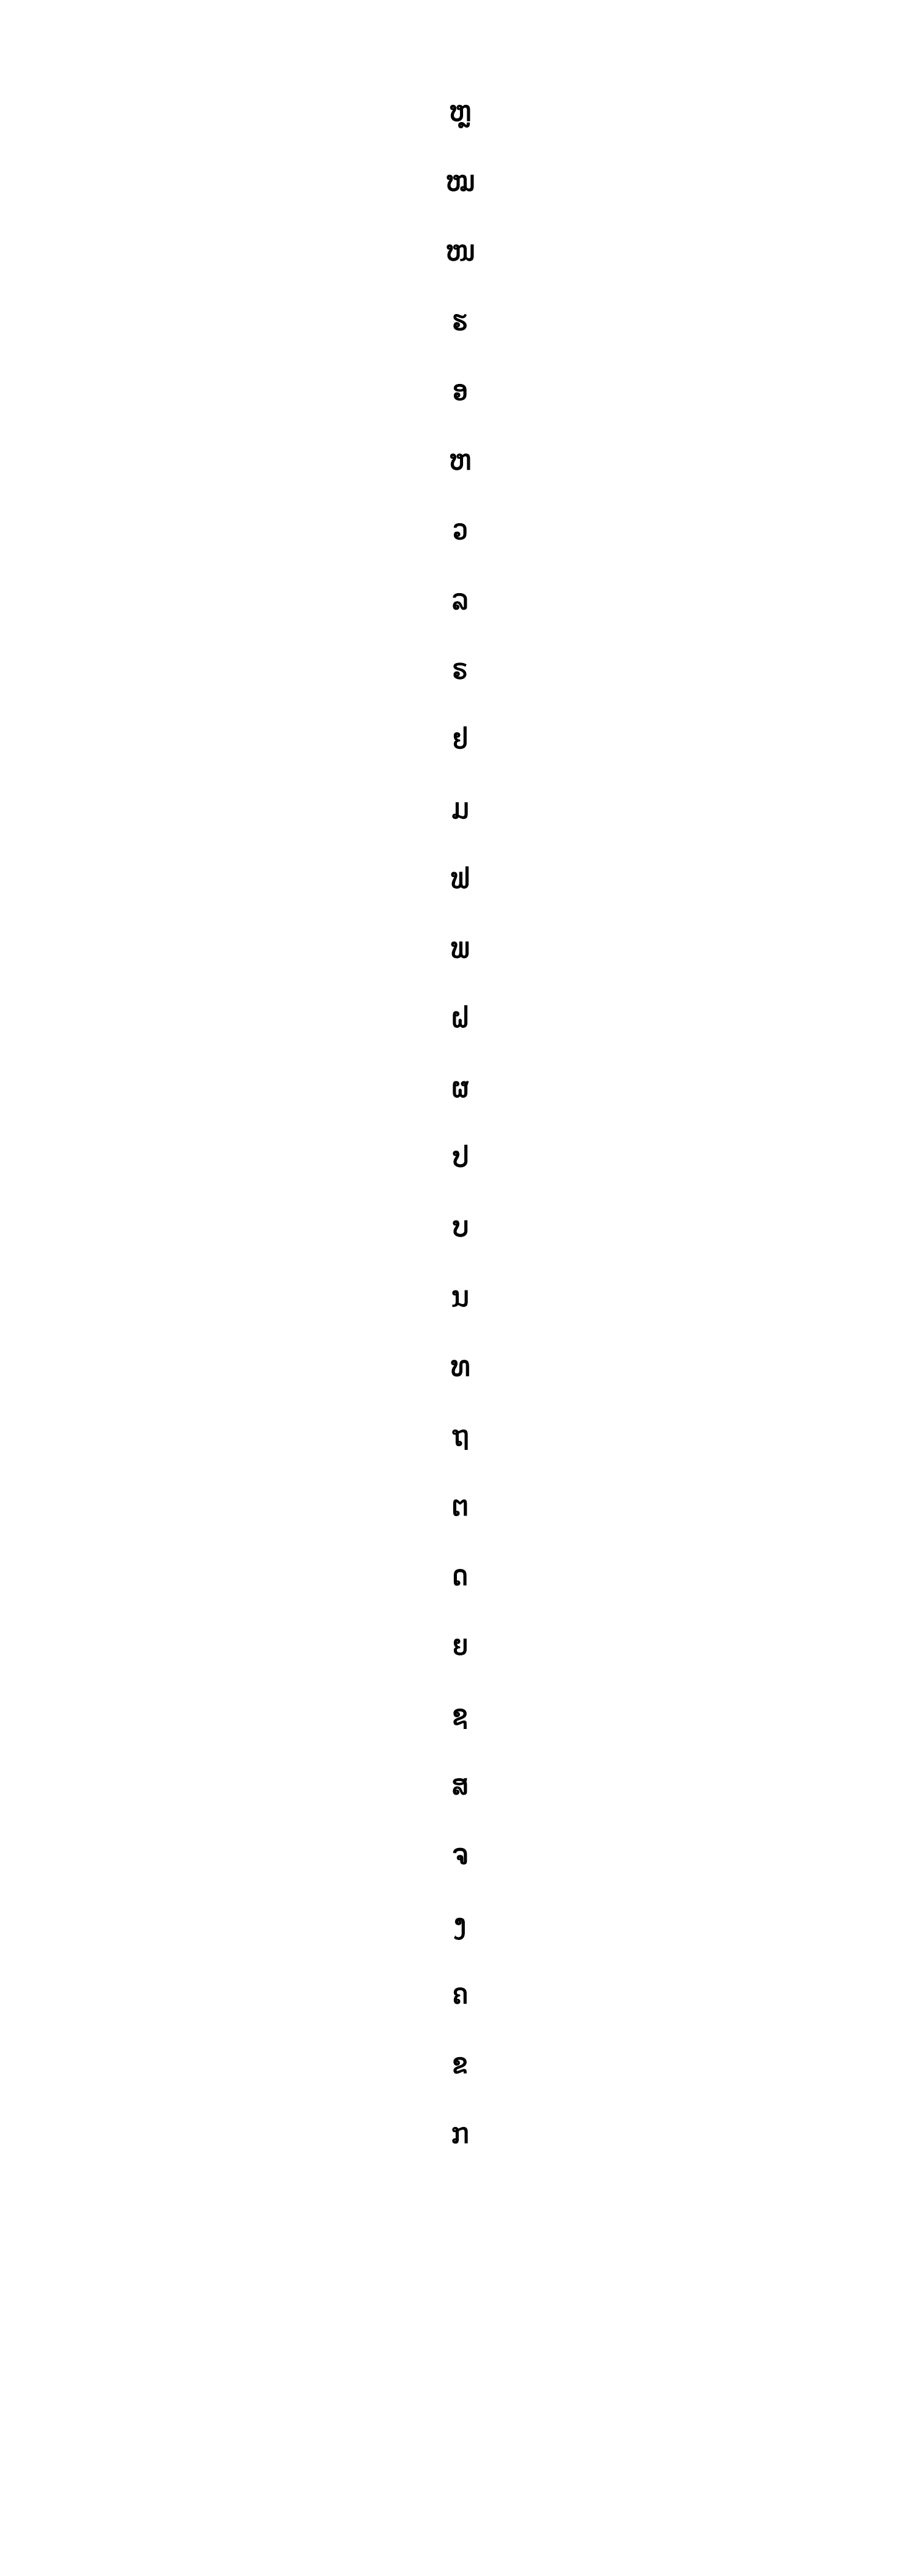 ຫຼ
ໝ
ໜ
ຮ
ອ
ຫ
ວ
ລ
ຣ
ຢ
ມ
ຟ
ພ
ຝ
ຜ
ປ
ບ
ນ
ທ
ຖ
ຕ
ດ
ຍ
ຊ
ສ
ຈ
ງ
ຄ
ຂ
ກ